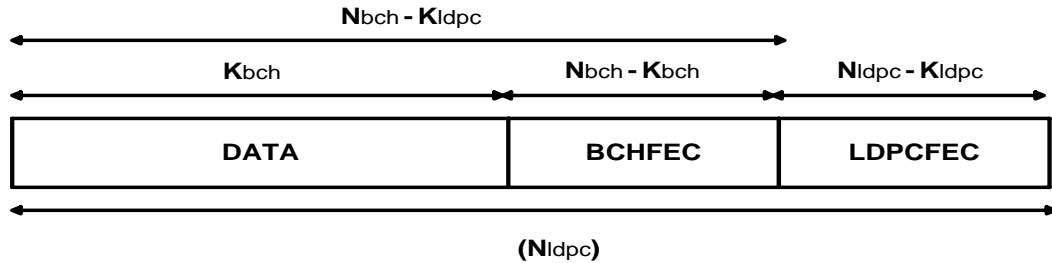 Nbch - Kldpc
Kbch Nbch - Kbch Nldpc - Kldpc
DATA BCHFEC LDPCFEC
(Nldpc)